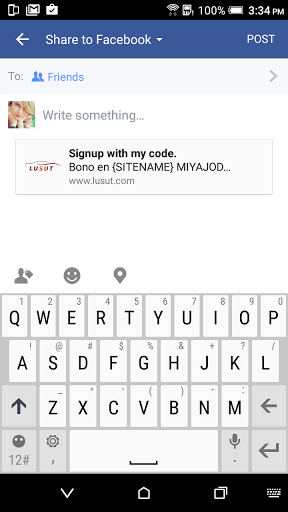 100% 3:34 PM
Share to Facebook POST
To: Friends
Write something...
Signup with my code.
LUSUT
Bono en {SITENAME} MIYAJOD...
www.lusut.com
1 2 3 4 5 6 7 8 9 0
Q W E R T Y U I O P
! @ # $ % & * ? /
A S D F G H J K L
_ " ' ( ) - + ;
Z X C V B N M
12# , .